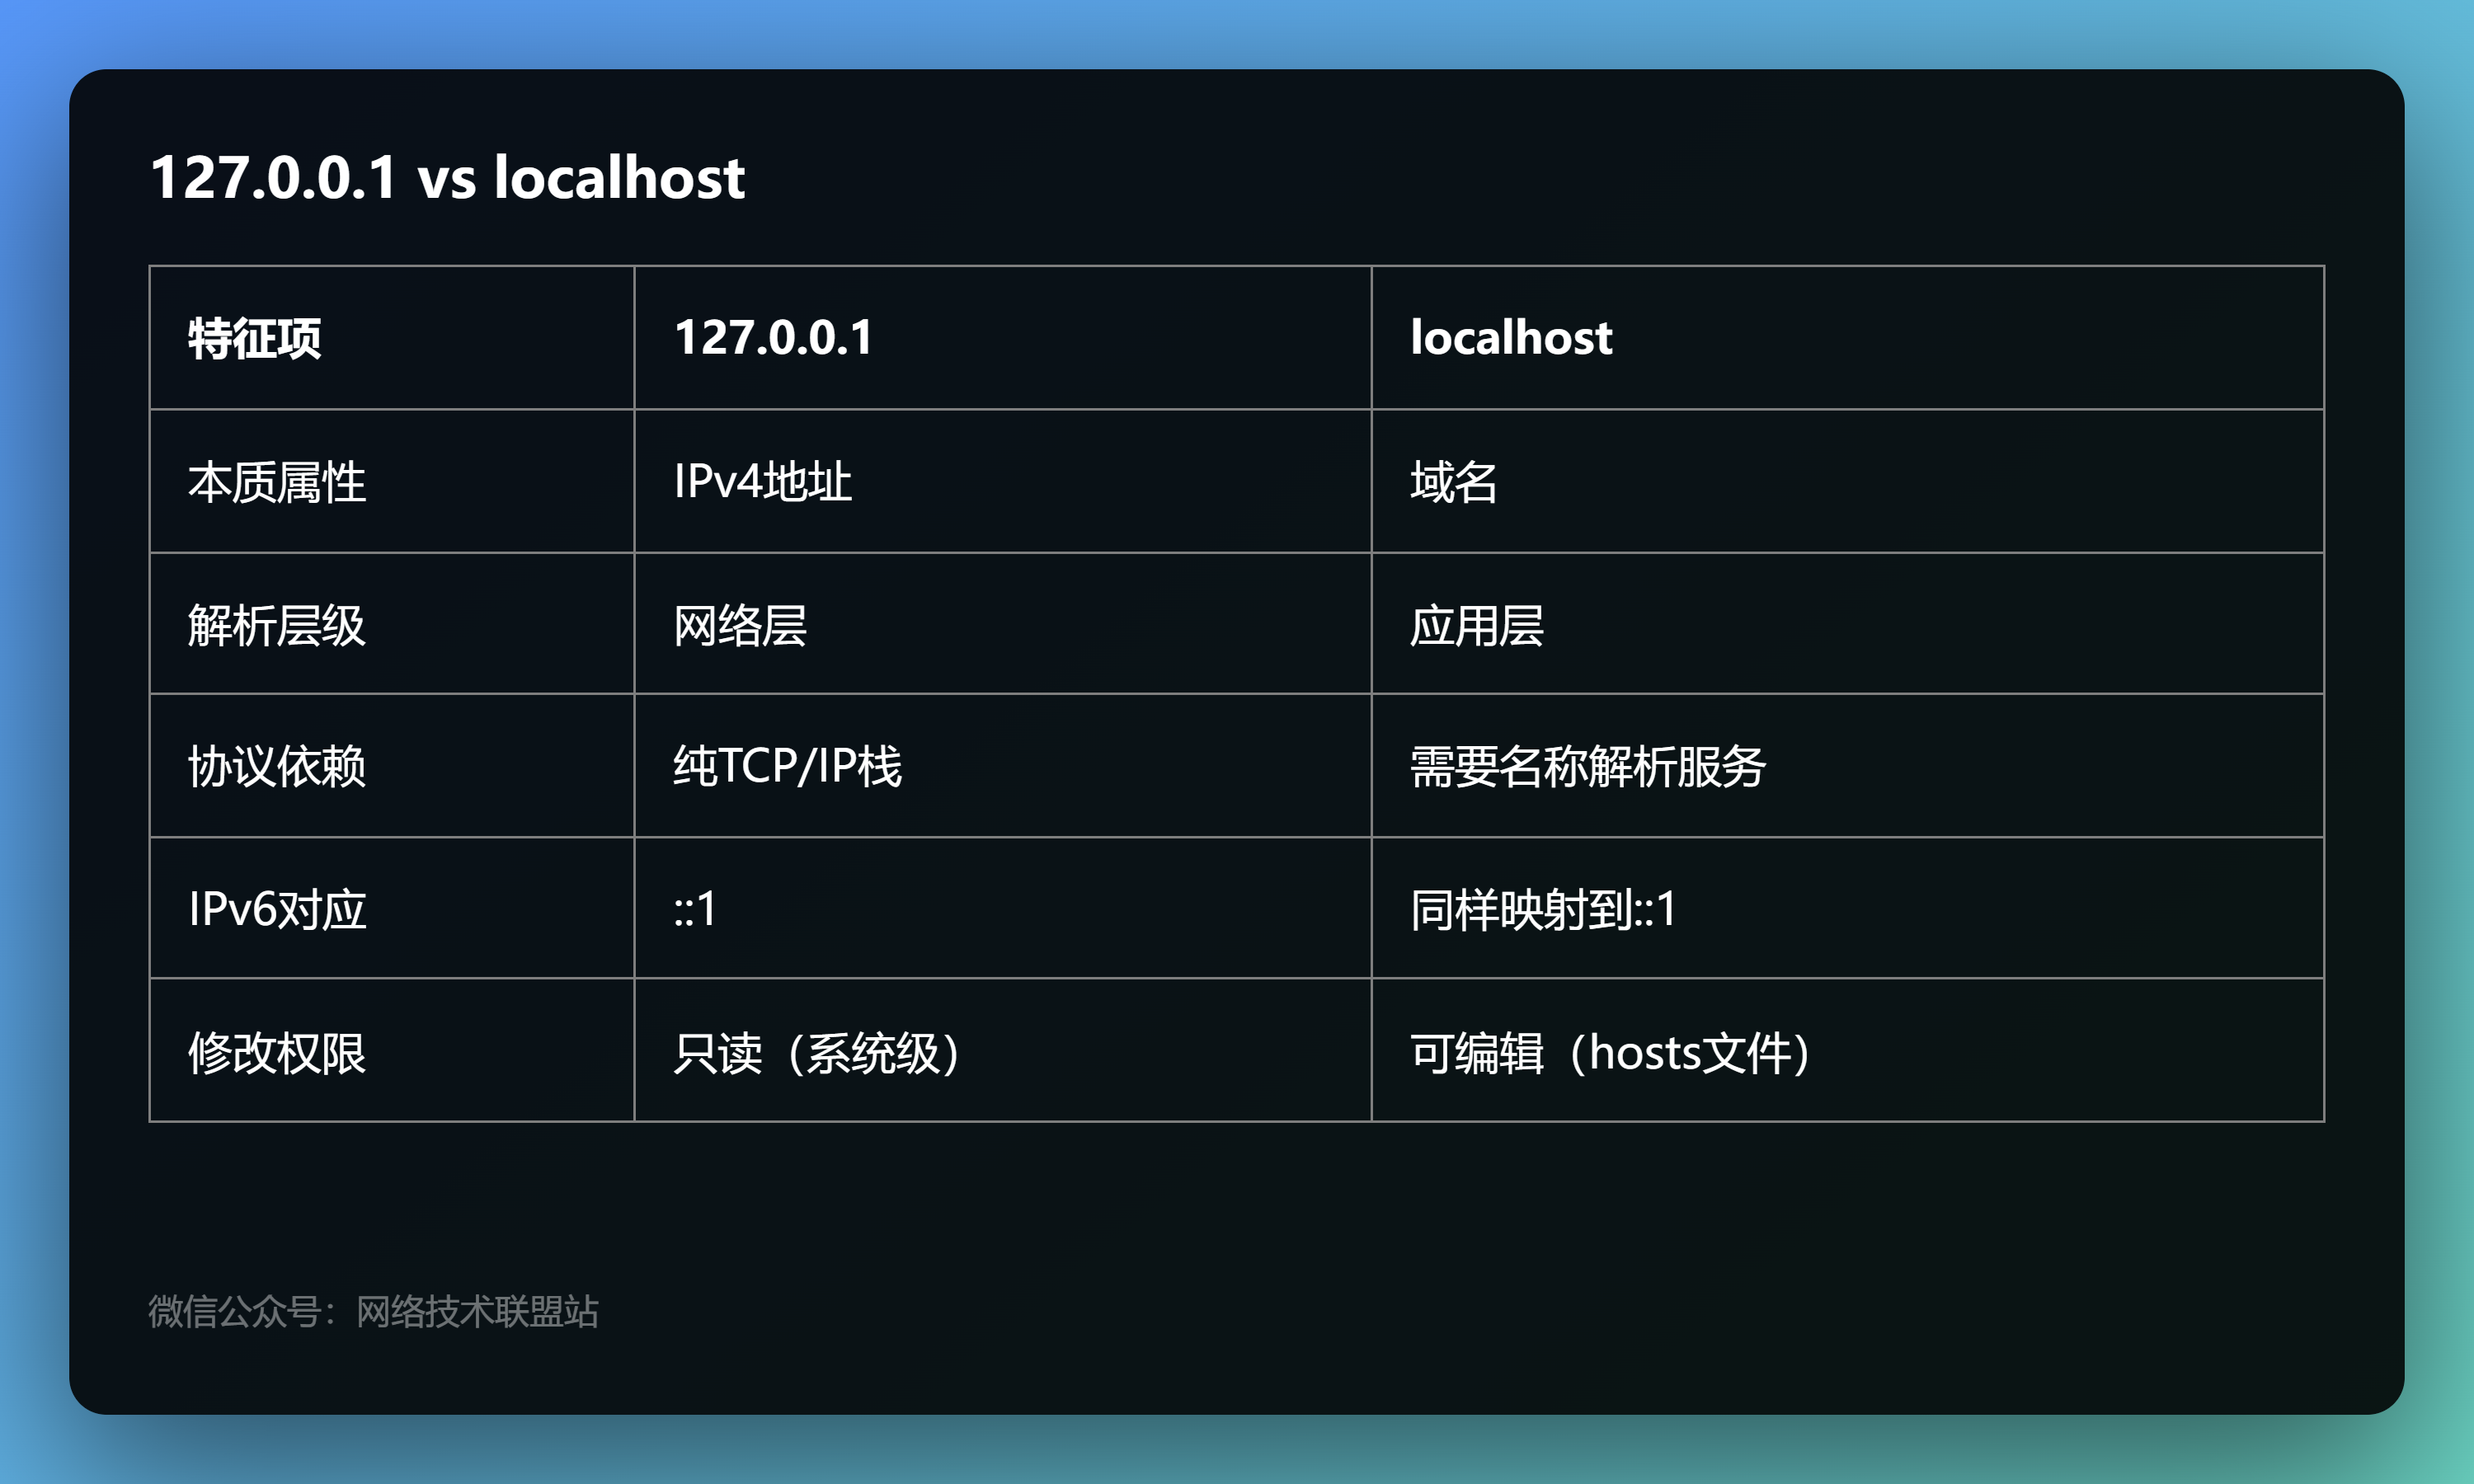 127.0.0.1 vs localhost
特征项 127.0.0.1 localhost
本质属性 IPv4地址 域名
解析层级 网络层 应用层
协议依赖 纯TCP/IP栈 需要名称解析服务
IPv6对应 ::1 同样映射到::1
修改权限 只读（系统级） 可编辑（hosts文件）
微信公众号：网络技术联盟站